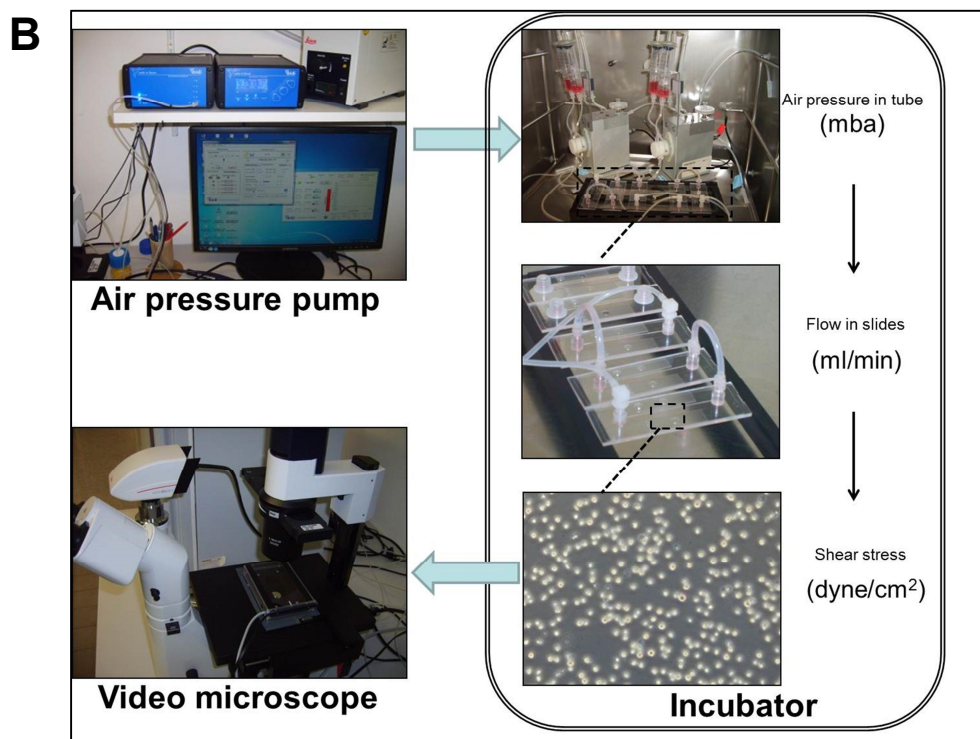 B
Air pressure pump
Air pressure in tube
(mba)
Flow in slides
(ml/min)
Shear stress
(dyne/cm²)
Video microscope
Incubator